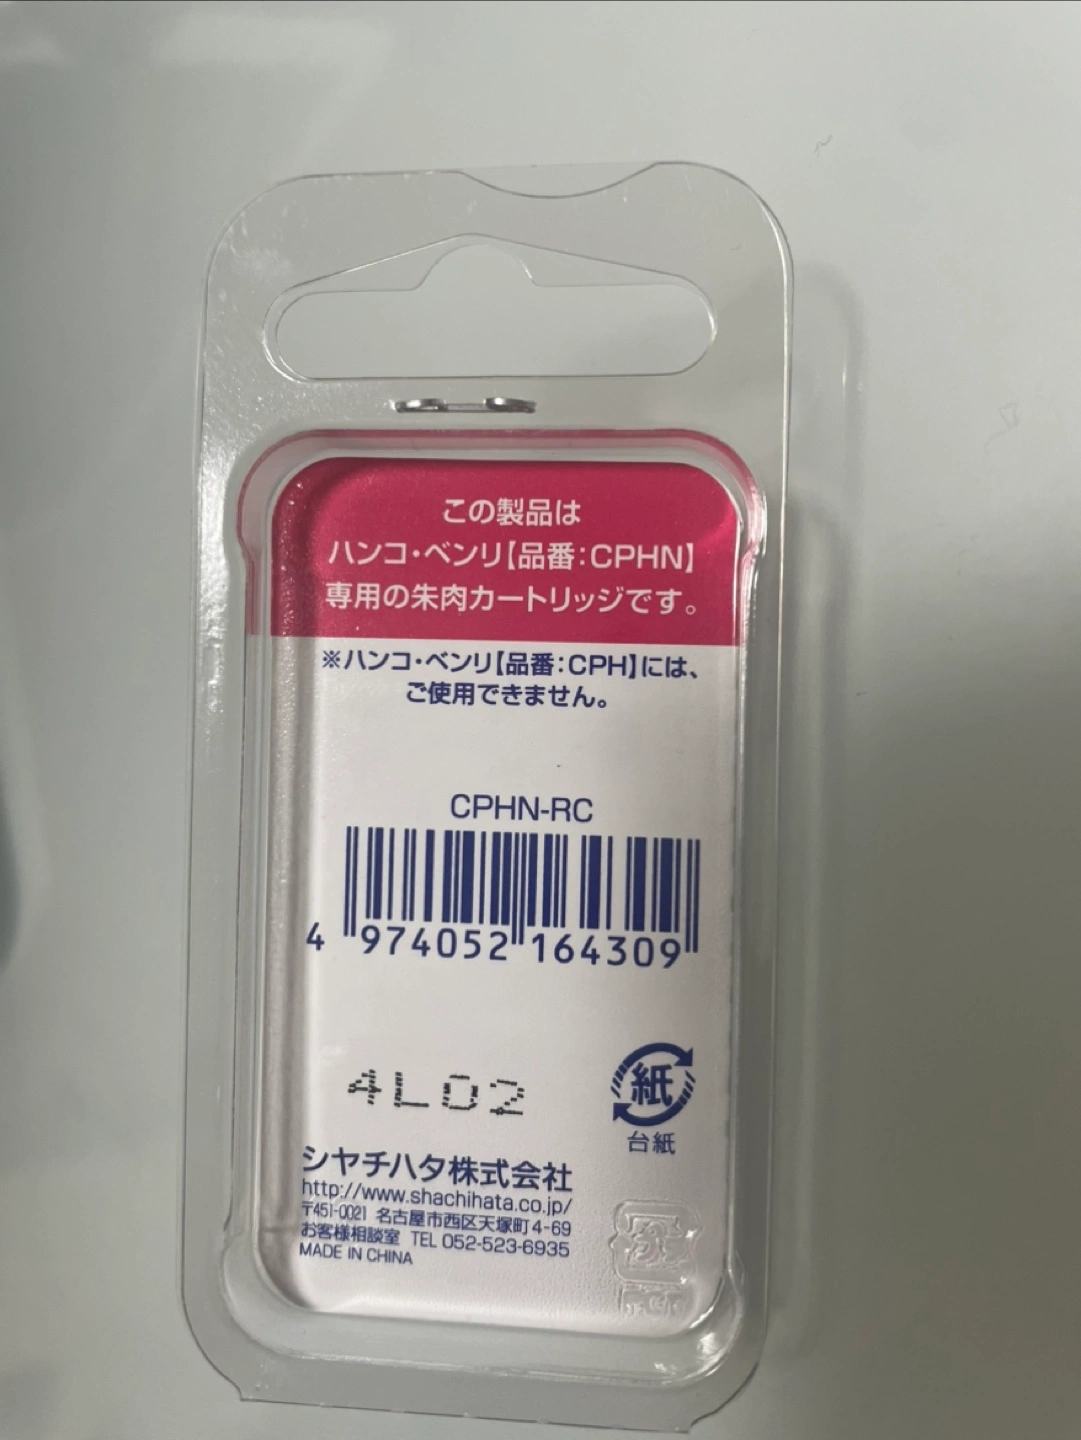 この製品は
ハンコ・ベンリ【品番：CPHN】
専用の朱肉カートリッジです。
※ハンコ・ベンリ【品番：CPH】には、
ご使用できません。
CPHN-RC
4 974052 164309
4L02
紙
台紙
シヤチハタ株式会社
http://www.shachihata.co.jp/
〒451-0021 名古屋市西区天塚町4-69
お客様相談室 TEL 052-523-6935
MADE IN CHINA